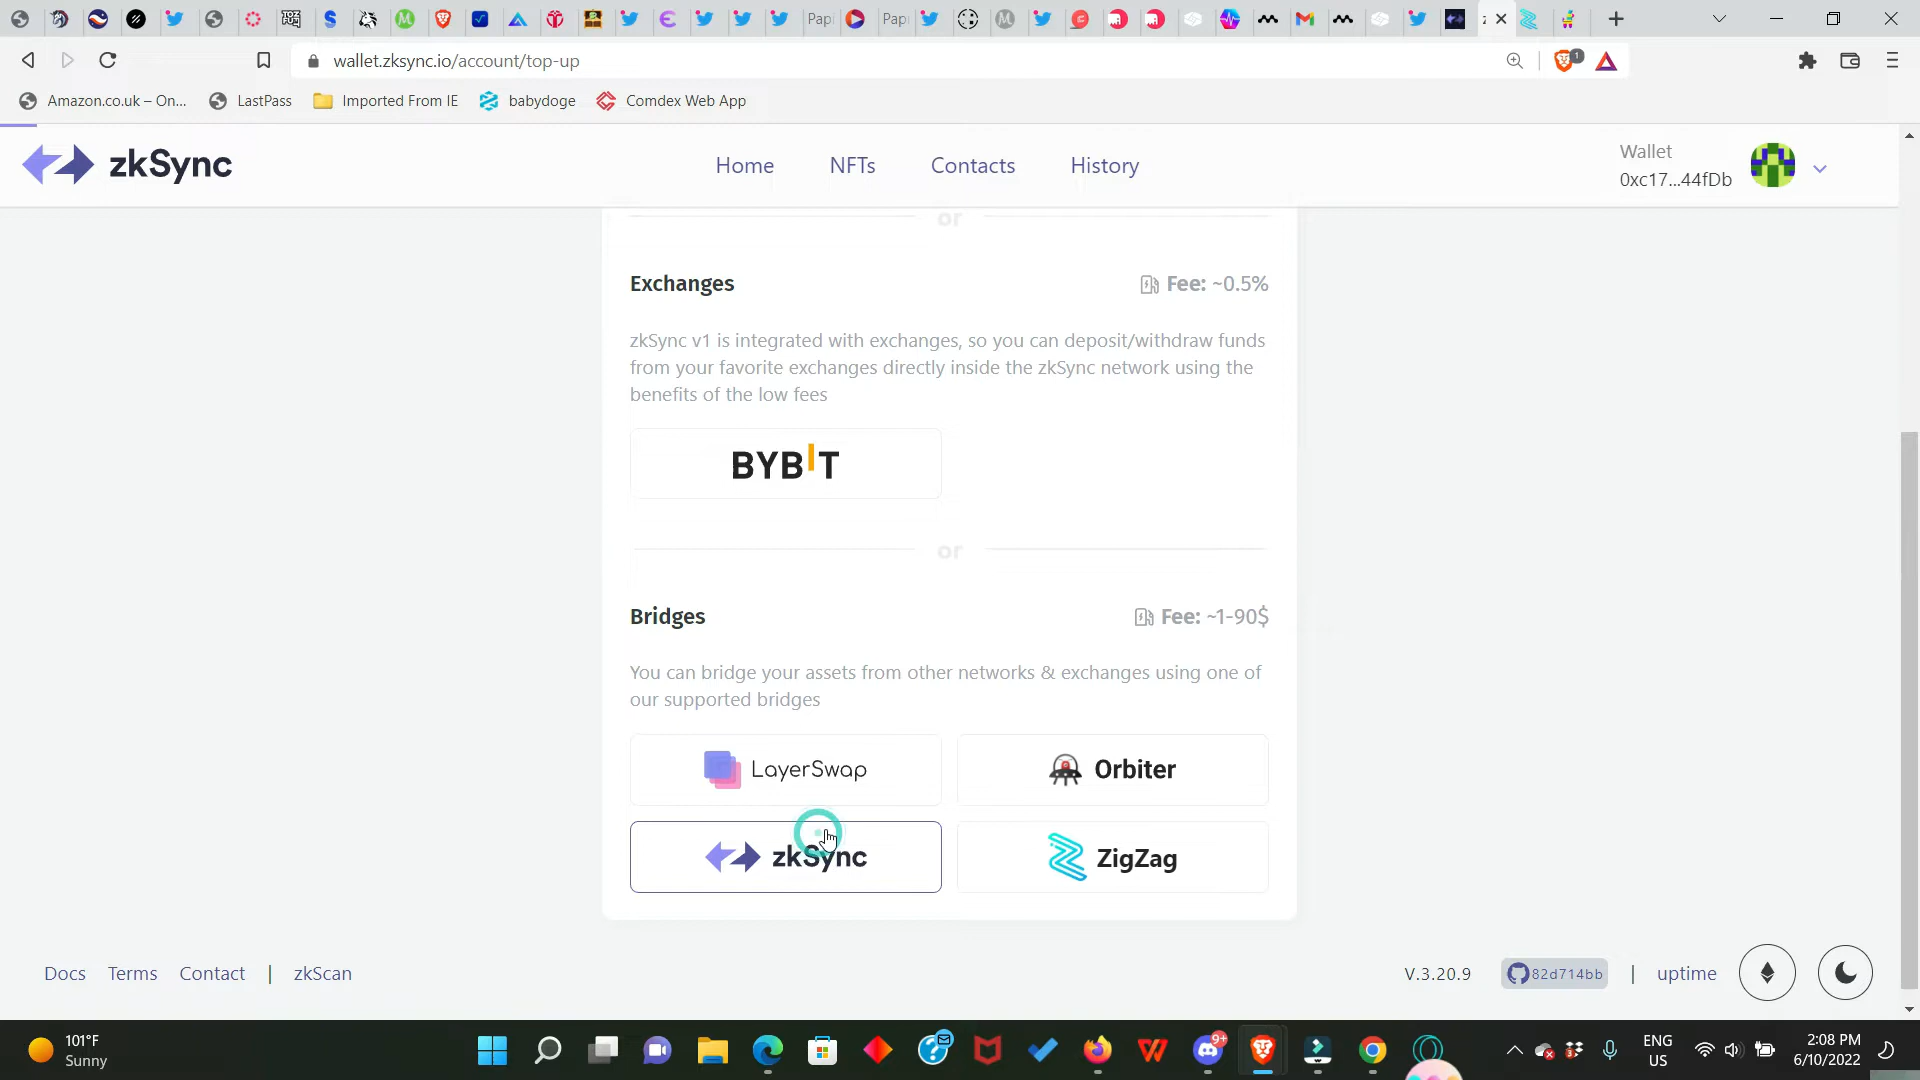 Papi
Pap
z
wallet.zksync.io/account/top-up
1
Amazon.co.uk – On...
LastPass
Imported From IE
babydoge
Comdex Web App
zkSync
Home
NFTs
Contacts
History
Wallet
0xc17...44fDb
or
Exchanges
Fee: ~0.5%
zkSync v1 is integrated with exchanges, so you can deposit/withdraw funds
from your favorite exchanges directly inside the zkSync network using the
benefits of the low fees
BYBIT
or
Bridges
Fee: ~1-90$
You can bridge your assets from other networks & exchanges using one of
our supported bridges
LayerSwap
Orbiter
zkSync
ZigZag
Docs
Terms
Contact
|
zkScan
V.3.20.9
82d714bb
|
uptime
101°F
Sunny
9+
ENG
US
2:08 PM
6/10/2022